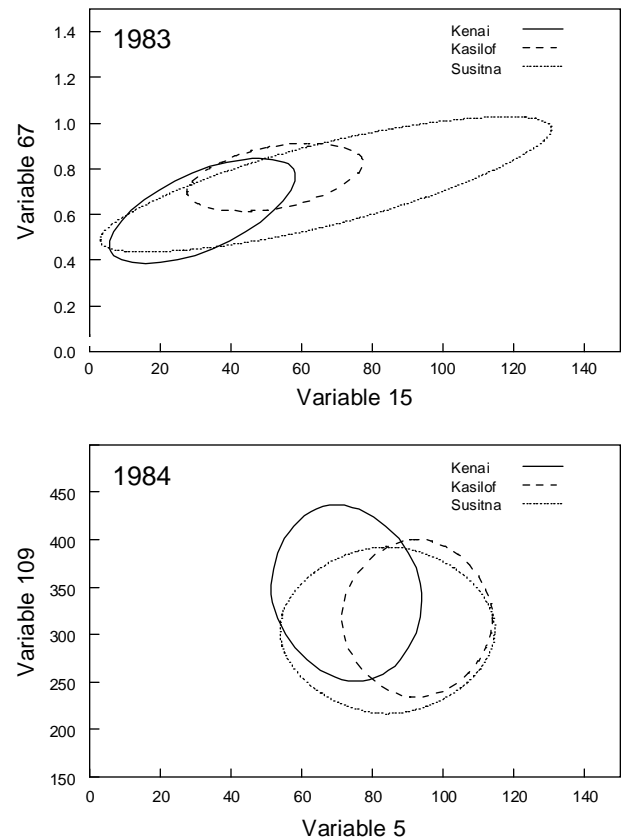 1983
Kenai
Kasilof
Susitna
1.4
1.2
1.0
0.8
0.6
0.4
0.2
0.0
Variable 67
0 20 40 60 80 100 120 140
Variable 15
1984
Kenai
Kasilof
Susitna
450
400
350
300
250
200
150
Variable 109
0 20 40 60 80 100 120 140
Variable 5